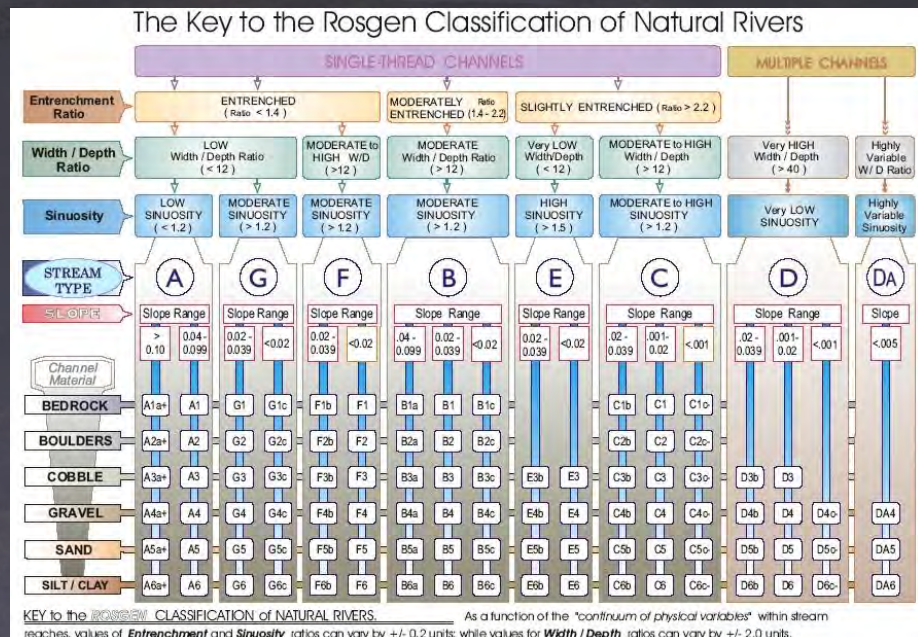 The Key to the Rosgen Classification of Natural Rivers
SINGLE-THREAD CHANNELS
MULTIPLE CHANNELS
Entrenchment
Ratio
ENTRENCHED
( Ratio < 1.4 )
MODERATELY Ratio
ENTRENCHED (1.4 - 2.2)
SLIGHTLY ENTRENCHED ( Ratio > 2.2 )
Width / Depth
Ratio
LOW
Width / Depth Ratio
( < 12 )
MODERATE to
HIGH W/D
(>12 )
MODERATE
Width / Depth Ratio
( > 12 )
Very LOW
Width/Depth
( < 12 )
MODERATE to HIGH
Width / Depth
( > 12 )
Very HIGH
Width / Depth
( > 40 )
Highly
Variable
W / D Ratio
Sinuosity
LOW
SINUOSITY
( < 1.2 )
MODERATE
SINUOSITY
( > 1.2 )
MODERATE
SINUOSITY
( > 1.2 )
MODERATE
SINUOSITY
( > 1.2 )
HIGH
SINUOSITY
( > 1.5 )
MODERATE to HIGH
SINUOSITY
( > 1.2 )
Very LOW
SINUOSITY
Highly
Variable
Sinuosity
STREAM
TYPE
A G F B E C D DA
SLOPE
Slope Range Slope Range Slope Range Slope Range Slope Range Slope Range Slope Range Slope
> 0.10 0.04 - 0.099 0.02 - 0.039 <0.02 0.02 - 0.039 <0.02 .04 - 0.099 0.02 - 0.039 <0.02 0.02 - 0.039 <0.02 .02 - 0.039 .001- 0.02 <.001 .02 - 0.039 .001- 0.02 <.001 <.005
Channel
Material
BEDROCK A1a+ A1 G1 G1c F1b F1 B1a B1 B1c C1b C1 C1c-
BOULDERS A2a+ A2 G2 G2c F2b F2 B2a B2 B2c C2b C2 C2c-
COBBLE A3a+ A3 G3 G3c F3b F3 B3a B3 B3c E3b E3 C3b C3 C3c- D3b D3
GRAVEL A4a+ A4 G4 G4c F4b F4 B4a B4 B4c E4b E4 C4b C4 C4c- D4b D4 D4c- DA4
SAND A5a+ A5 G5 G5c F5b F5 B5a B5 B5c E5b E5 C5b C5 C5c- D5b D5 D5c- DA5
SILT / CLAY A6a+ A6 G6 G6c F6b F6 B6a B6 B6c E6b E6 C6b C6 C6c- D6b D6 D6c- DA6
KEY to the ROSGEN CLASSIFICATION of NATURAL RIVERS. As a function of the "continuum of physical variables" within stream
reaches, values of Entrenchment and Sinuosity ratios can vary by +/- 0.2 units; while values for Width / Depth ratios can vary by +/- 2.0 units.